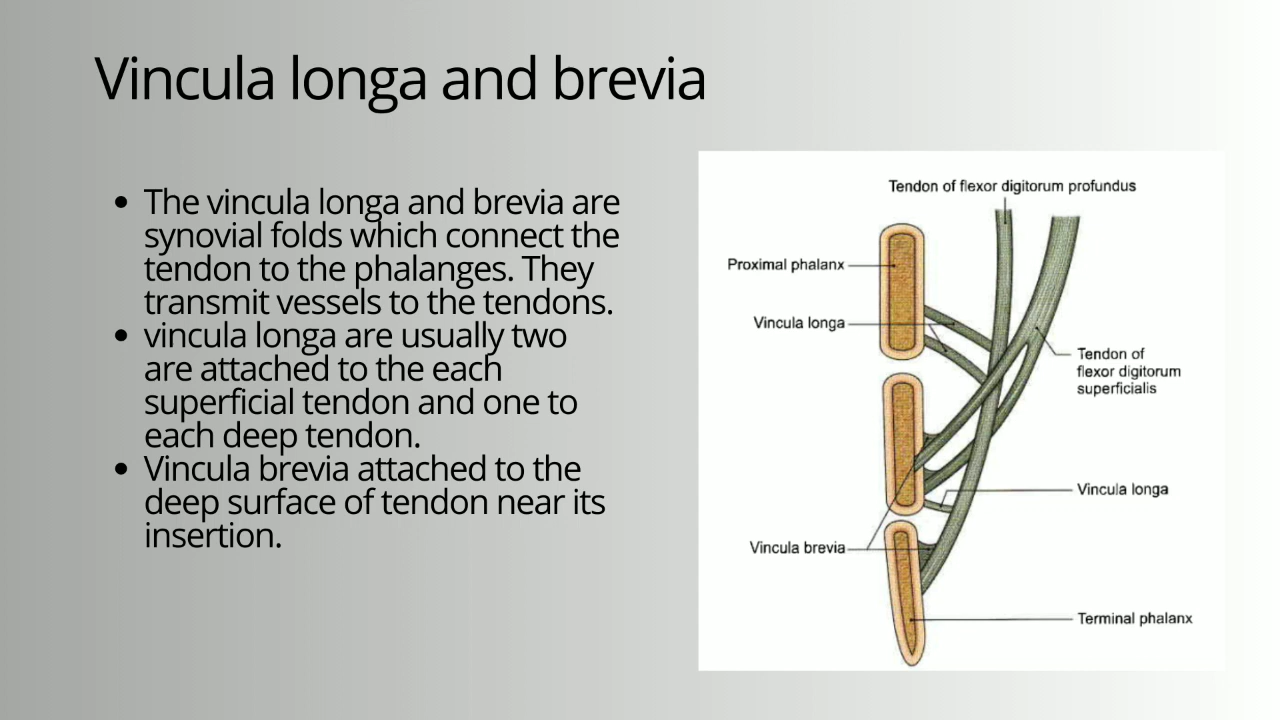 Vincula longa and brevia
• The vincula longa and brevia are
synovial folds which connect the
tendon to the phalanges. They
transmit vessels to the tendons.
• vincula longa are usually two
are attached to the each
superficial tendon and one to
each deep tendon.
• Vincula brevia attached to the
deep surface of tendon near its
insertion.
Tendon of flexor digitorum profundus
Proximal phalanx
Vincula longa
Tendon of
flexor digitorum
superficialis
Vincula longa
Vincula brevia
Terminal phalanx